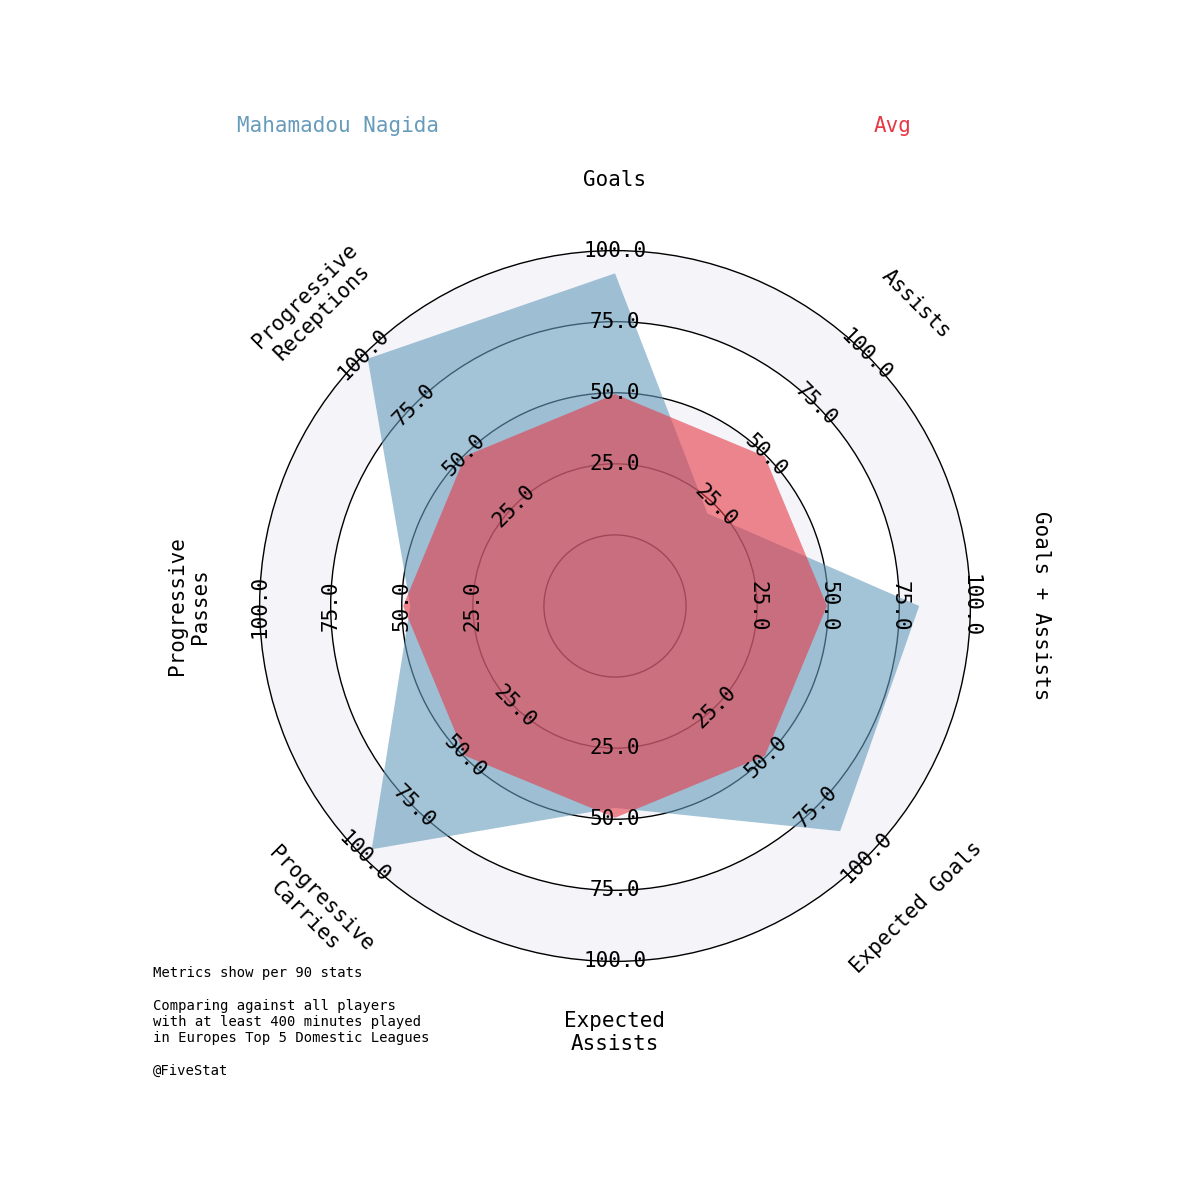 Mahamadou Nagida
Avg
Goals
Assists
Goals + Assists
Expected Goals
Expected
Assists
Progressive
Carries
Progressive
Passes
Progressive
Receptions
25.0
50.0
75.0
100.0
25.0
50.0
75.0
100.0
25.0
50.0
75.0
100.0
25.0
50.0
75.0
100.0
25.0
50.0
75.0
100.0
25.0
50.0
75.0
100.0
25.0
50.0
75.0
100.0
25.0
50.0
75.0
100.0
Metrics show per 90 stats
Comparing against all players
with at least 400 minutes played
in Europes Top 5 Domestic Leagues
@FiveStat